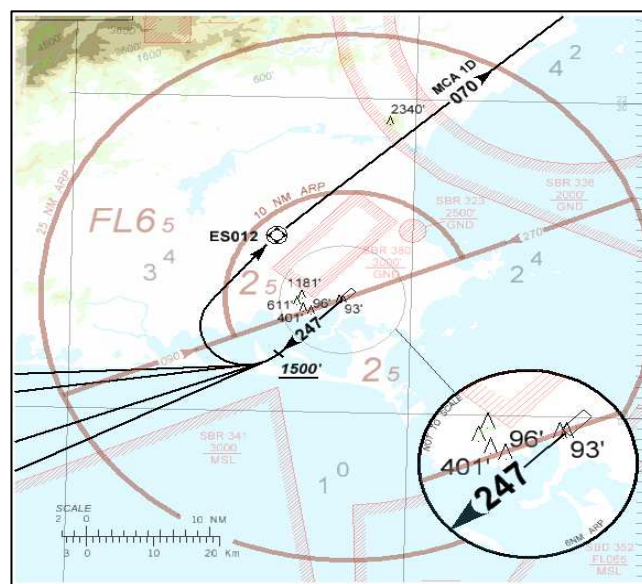 4500'
3600'
2600'
1600'
600'
MCA 1D
070
4²
2340'
25 NM ARP
10 NM ARP
SBR 336
2000'
GND
FL6₅
SBR 323
2500'
GND
ES012
270
SBR 380
3000'
GND
3⁴
2⁵
2⁴
1181'
611'
96'
401'
93'
247
090
1500'
2⁵
NOT TO SCALE
SBR 341
3000
MSL
96'
401'
93'
1⁰
247
SCALE
2 0 10 NM
3 0 10 20 Km
6NM ARP
SBD 352
FL065
MSL